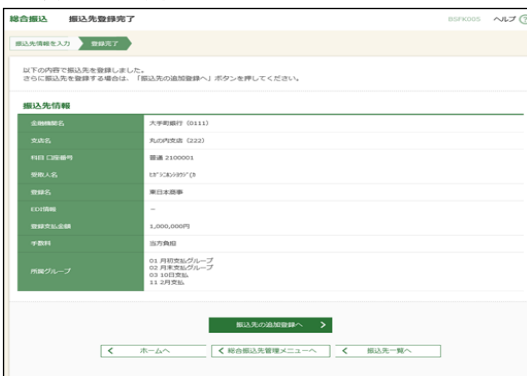 総合振込 振込先登録完了 BSFK005 ヘルプ ?
振込先情報を入力 登録完了
以下の内容で振込先を登録しました。
さらに振込先を登録する場合は、「振込先の追加登録へ」ボタンを押してください。
振込先情報
金融機関名 大手町銀行 (0111)
支店名 丸の内支店 (222)
科目 口座番号 普通 2100001
受取人名
登録名 東日本商事
EDI情報 −
登録支払金額 1,000,000円
手数料 当方負担
所属グループ
01 月初支払グループ
02 月末支払グループ
03 10日支払
11 2月支払
振込先の追加登録へ
ホームへ 総合振込先管理メニューへ 振込先一覧へ